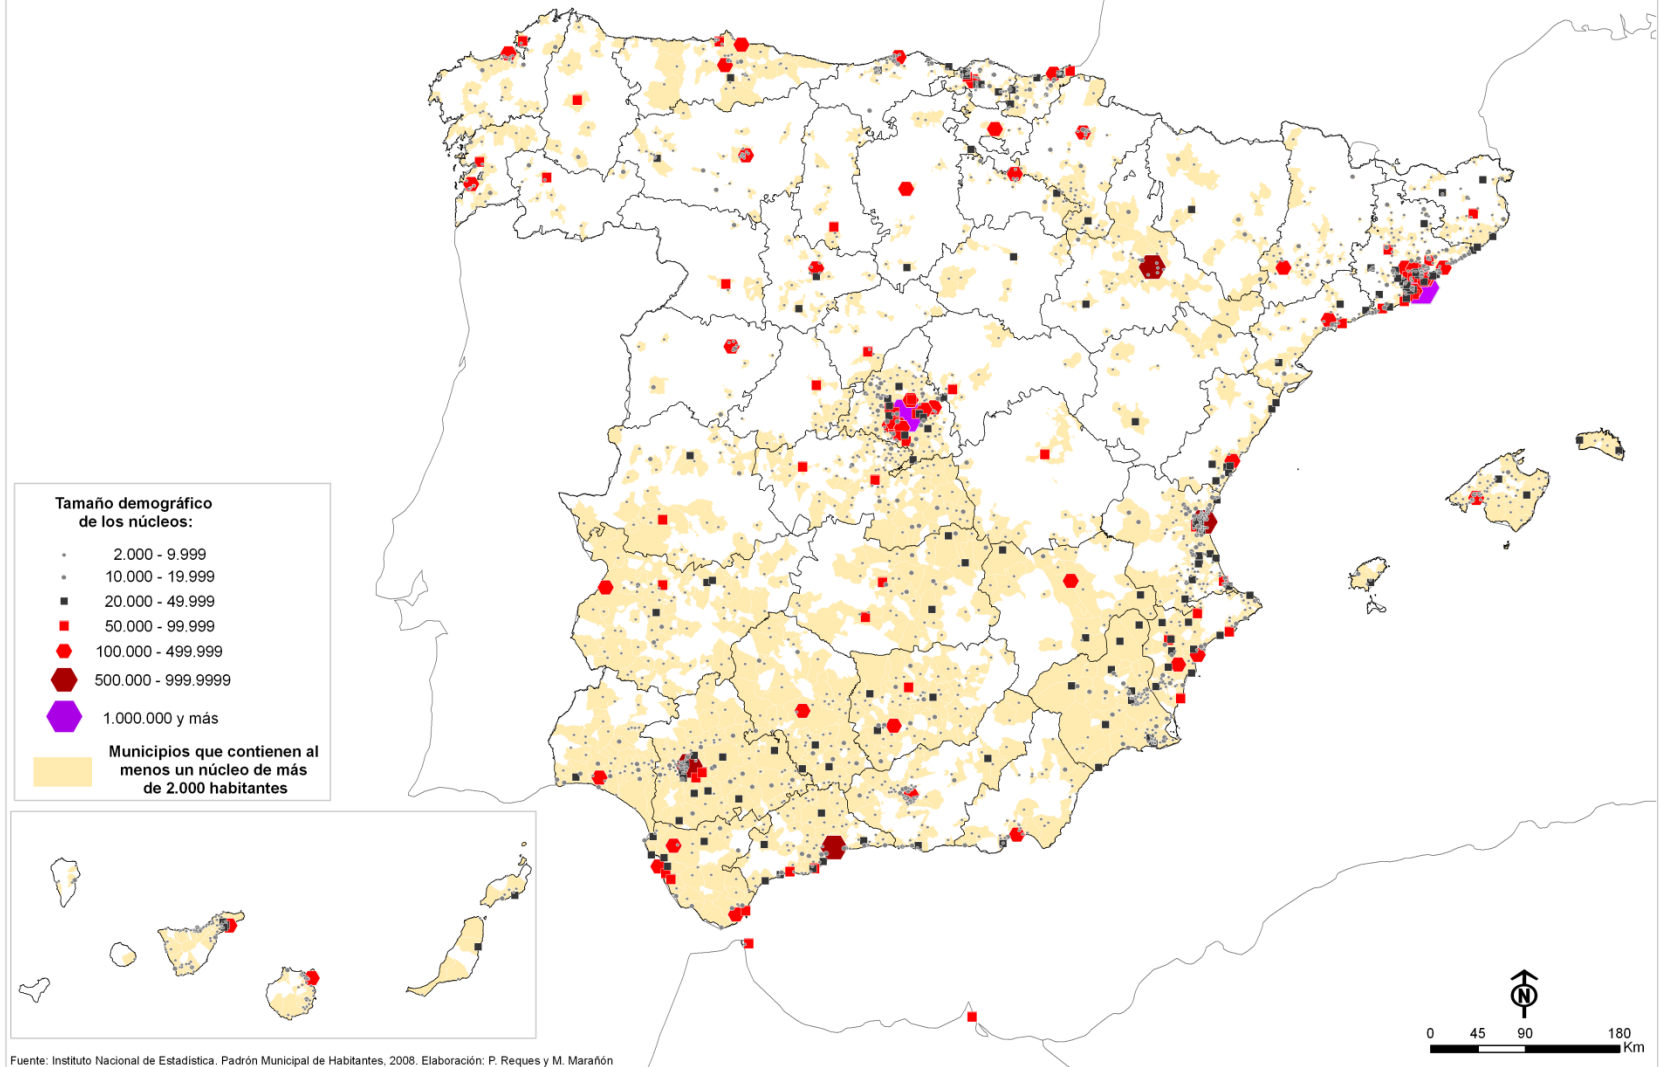 Tamaño demográfico
de los núcleos:
2.000 - 9.999
10.000 - 19.999
20.000 - 49.999
50.000 - 99.999
100.000 - 499.999
500.000 - 999.9999
1.000.000 y más
Municipios que contienen al
menos un núcleo de más
de 2.000 habitantes
N
0 45 90 180
Km
Fuente: Instituto Nacional de Estadística. Padrón Municipal de Habitantes, 2008. Elaboración: P. Reques y M. Marañón